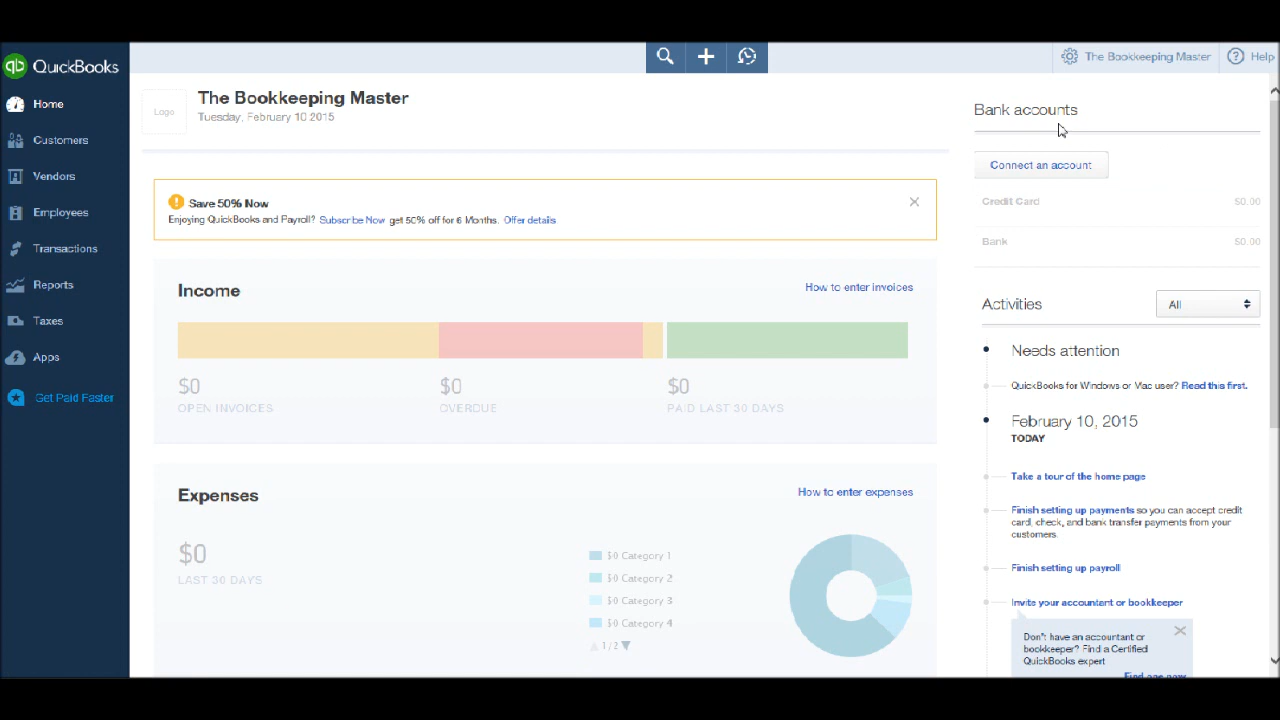 qb QuickBooks
Home
Customers
Vendors
Employees
Transactions
Reports
Taxes
Apps
Get Paid Faster
The Bookkeeping Master
Help
Logo
The Bookkeeping Master
Tuesday, February 10 2015
Save 50% Now
Enjoying QuickBooks and Payroll? Subscribe Now get 50% off for 6 Months. Offer details
Income
How to enter invoices
$0
OPEN INVOICES
$0
OVERDUE
$0
PAID LAST 30 DAYS
Expenses
How to enter expenses
$0
LAST 30 DAYS
$0 Category 1
$0 Category 2
$0 Category 3
$0 Category 4
1/2
Bank accounts
Connect an account
Credit Card $0.00
Bank $0.00
Activities
All
Needs attention
QuickBooks for Windows or Mac user? Read this first.
February 10, 2015
TODAY
Take a tour of the home page
Finish setting up payments so you can accept credit
card, check, and bank transfer payments from your
customers.
Finish setting up payroll
Invite your accountant or bookkeeper
Don't have an accountant or
bookkeeper? Find a Certified
QuickBooks expert
Find one now